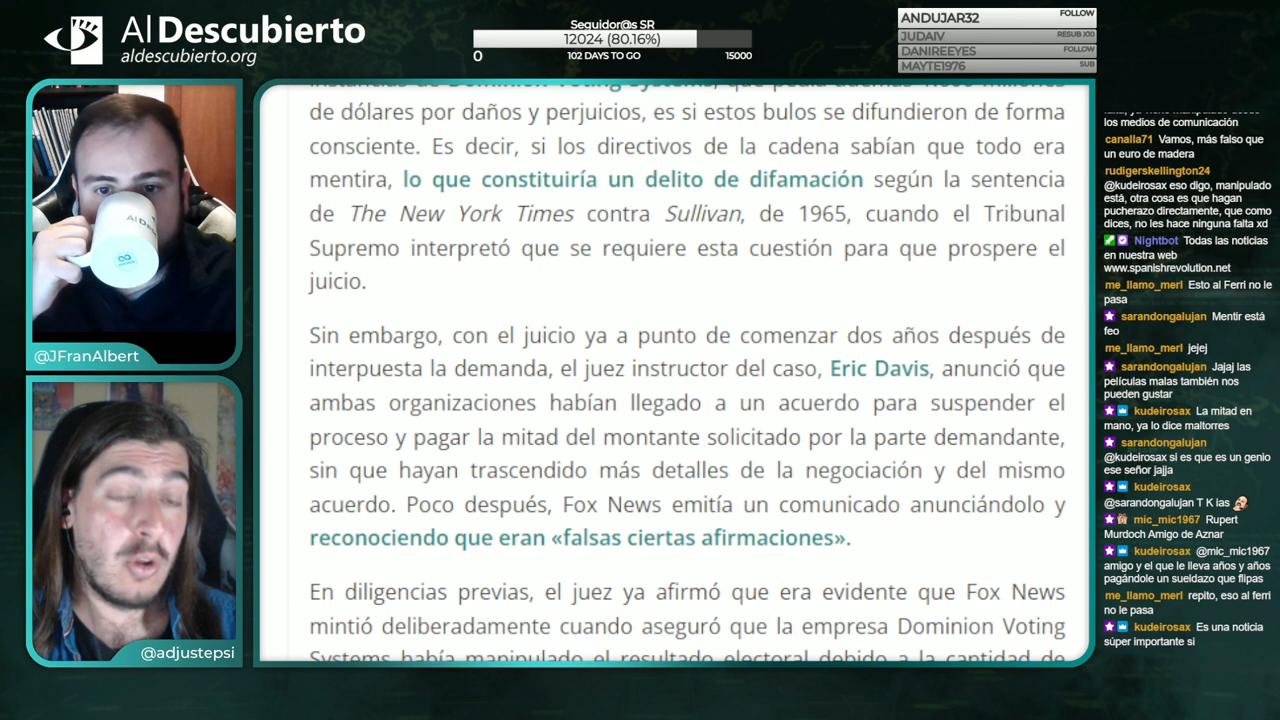 Al Descubierto
aldescubierto.org
Seguidor@s SR
12024 (80.16%)
0
102 DAYS TO GO
15000
ANDUJAR32 FOLLOW
JUDAIV RESUB X10
DANIREEYES FOLLOW
MAYTE1976 SUB
@JFranAlbert
@adjustepsi
de dólares por daños y perjuicios, es si estos bulos se difundieron de forma
consciente. Es decir, si los directivos de la cadena sabían que todo era
mentira, lo que constituiría un delito de difamación según la sentencia
de The New York Times contra Sullivan, de 1965, cuando el Tribunal
Supremo interpretó que se requiere esta cuestión para que prospere el
juicio.
Sin embargo, con el juicio ya a punto de comenzar dos años después de
interpuesta la demanda, el juez instructor del caso, Eric Davis, anunció que
ambas organizaciones habían llegado a un acuerdo para suspender el
proceso y pagar la mitad del montante solicitado por la parte demandante,
sin que hayan trascendido más detalles de la negociación y del mismo
acuerdo. Poco después, Fox News emitía un comunicado anunciándolo y
reconociendo que eran «falsas ciertas afirmaciones».
En diligencias previas, el juez ya afirmó que era evidente que Fox News
mintió deliberadamente cuando aseguró que la empresa Dominion Voting
Systems había manipulado el resultado electoral debido a la cantidad de
los medios de comunicación
canalla71 Vamos, más falso que
un euro de madera
rudigerskellington24
@kudeirosax eso digo, manipulado
está, otra cosa es que hagan
pucherazo directamente, que como
dices, no les hace ninguna falta xd
Nightbot Todas las noticias
en nuestra web
www.spanishrevolution.net
me_llamo_merl Esto al Ferri no le
pasa
sarandongalujan Mentir está
feo
me_llamo_merl jejej
sarandongalujan Jajaj las
películas malas también nos
pueden gustar
kudeirosax La mitad en
mano, ya lo dice maltorres
sarandongalujan
@kudeirosax si es que es un genio
ese señor jajja
kudeirosax
@sarandongalujan T K ias
mic_mic1967 Rupert
Murdoch Amigo de Aznar
kudeirosax @mic_mic1967
amigo y el que le lleva años y años
pagándole un sueldazo que flipas
me_llamo_merl repito, eso al ferri
no le pasa
kudeirosax Es una noticia
súper importante si